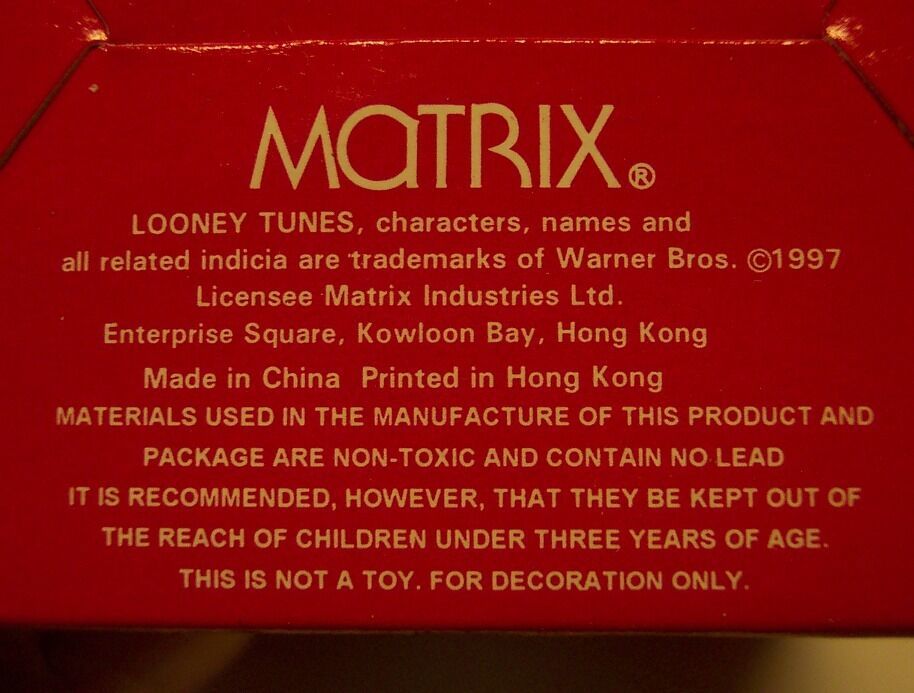 MATRIX®
LOONEY TUNES, characters, names and
all related indicia are trademarks of Warner Bros. ©1997
Licensee Matrix Industries Ltd.
Enterprise Square, Kowloon Bay, Hong Kong
Made in China Printed in Hong Kong
MATERIALS USED IN THE MANUFACTURE OF THIS PRODUCT AND
PACKAGE ARE NON-TOXIC AND CONTAIN NO LEAD
IT IS RECOMMENDED, HOWEVER, THAT THEY BE KEPT OUT OF
THE REACH OF CHILDREN UNDER THREE YEARS OF AGE.
THIS IS NOT A TOY. FOR DECORATION ONLY.